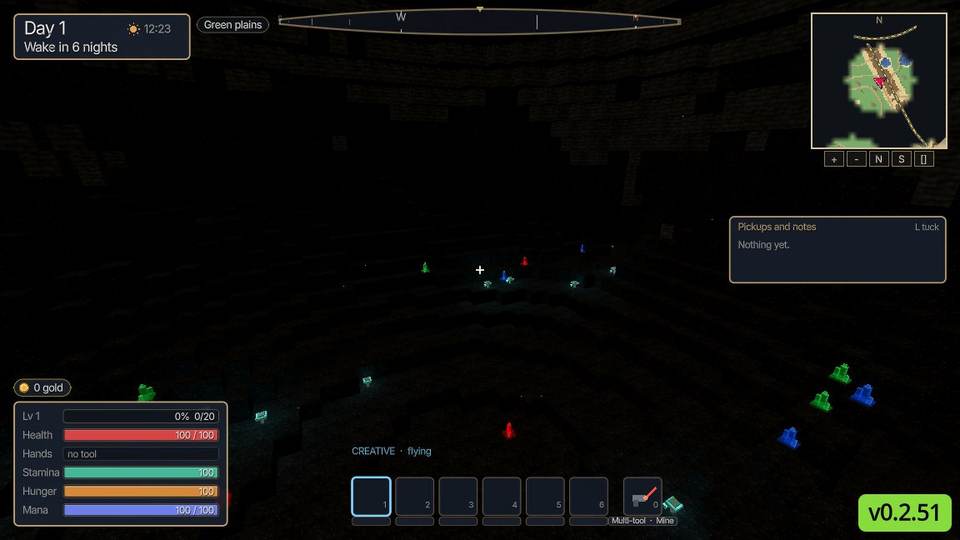 Day 1
12:23
Wake in 6 nights
Green plains
W
N
N
+ - N S []
Pickups and notes
L tuck
Nothing yet.
0 gold
Lv 1 0% 0/20
Health 100 / 100
Hands no tool
Stamina 100
Hunger 100
Mana 100 / 100
CREATIVE · flying
1 2 3 4 5 6 0
Multi-tool · Mine
v0.2.51